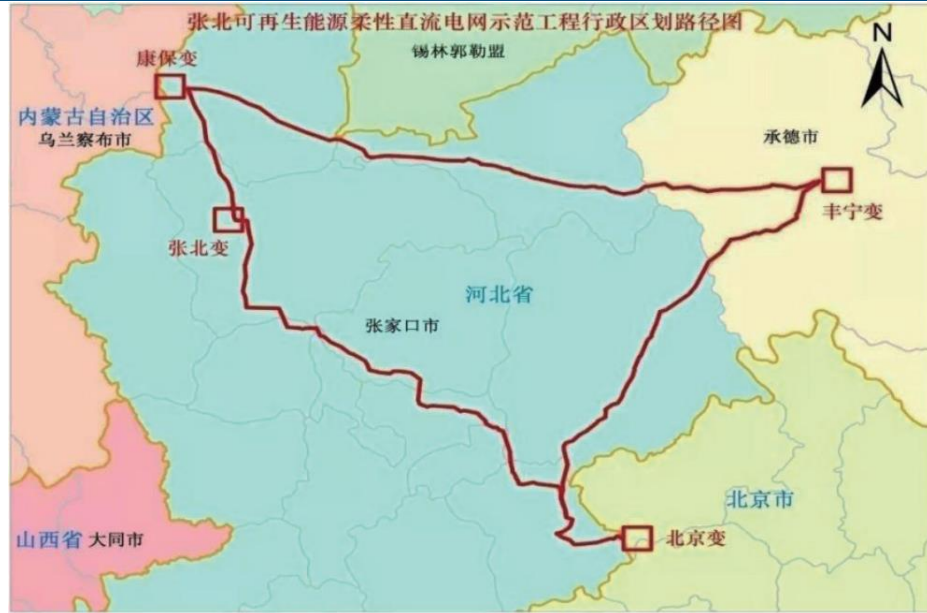 张北可再生能源柔性直流电网示范工程行政区划路径图
N
锡林郭勒盟
康保变
内蒙古自治区
乌兰察布市
承德市
丰宁变
张北变
河北省
张家口市
北京市
山西省 大同市
北京变